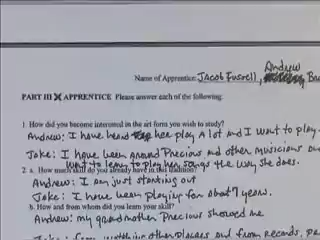 Andrew
Name of Apprentice: Jacob Fussell,
PART III X APPRENTICE Please answer each of the following:
1. How did you become interested in the art form you wish to study?
Andrew: I have heard her play a lot and I want to play
Jake: I have been around Precious and other musicians and
want to learn to play her songs the way she does.
2. a. How much skill do you already have in this tradition?
Andrew: I am just starting out
Jake: I have been playing for about 7 years.
b. How and from whom did you learn your skill?
Andrew: my grandmother Precious showed me
Jake: from watching other players and from records,